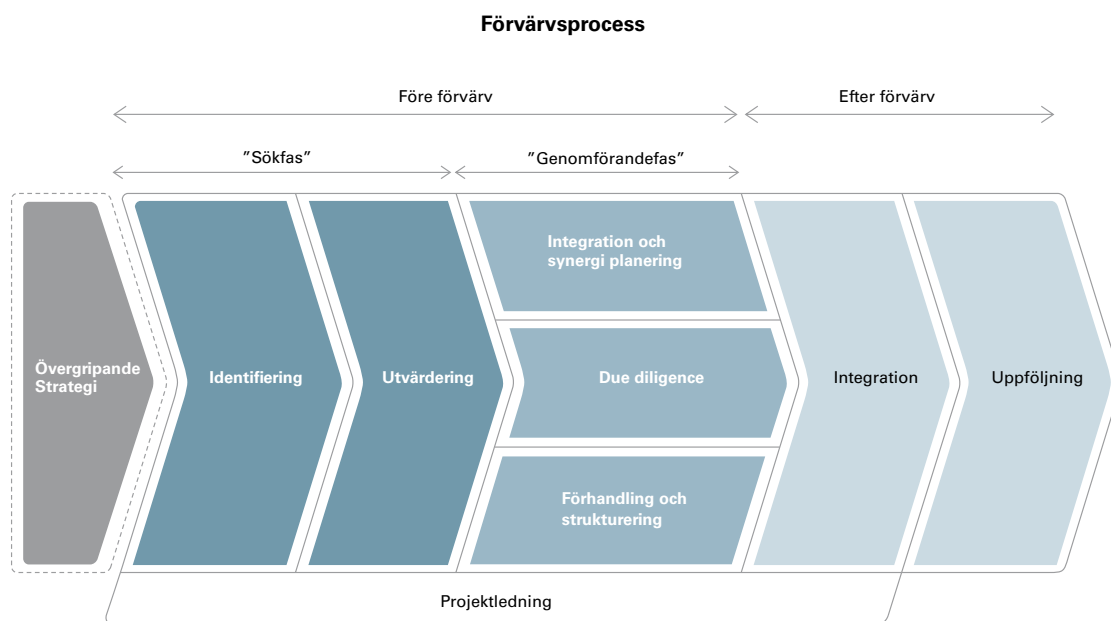 Förvärvsprocess
Före förvärv
Efter förvärv
”Sökfas”
”Genomförandefas”
Övergripande
Strategi
Identifiering
Utvärdering
Integration och
synergi planering
Due diligence
Förhandling och
strukturering
Integration
Uppföljning
Projektledning